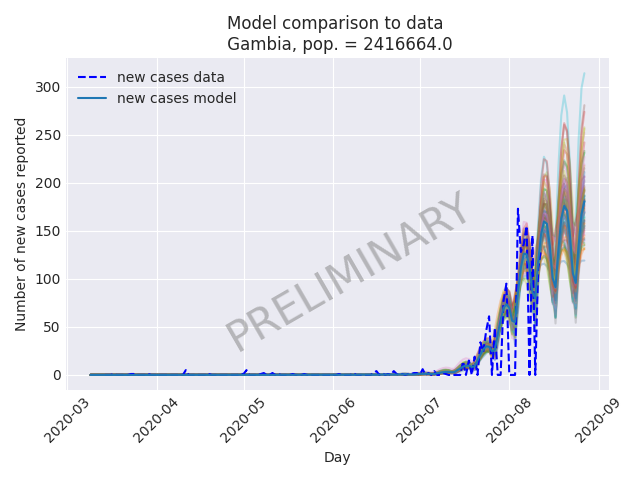 Model comparison to data
Gambia, pop. = 2416664.0
new cases data
new cases model
300
250
200
150
100
50
0
Number of new cases reported
PRELIMINARY
2020-03
2020-04
2020-05
2020-06
2020-07
2020-08
2020-09
Day